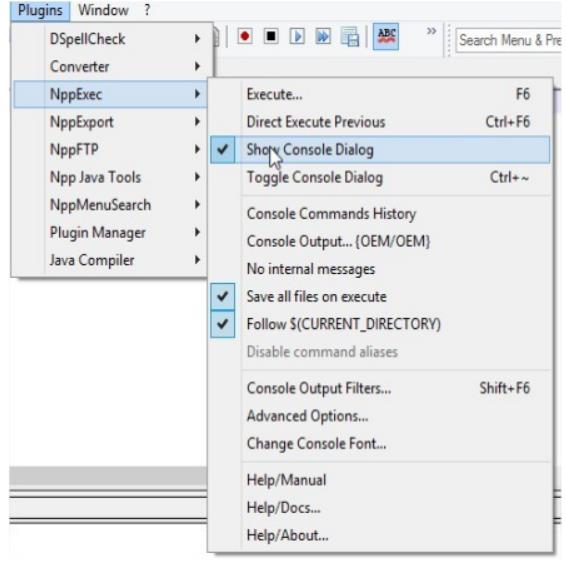 Plugins Window ?
ABC
»
Search Menu & Pre
DSpellCheck
Converter
NppExec
NppExport
NppFTP
Npp Java Tools
NppMenuSearch
Plugin Manager
Java Compiler
Execute... F6
Direct Execute Previous Ctrl+F6
Show Console Dialog
Toggle Console Dialog Ctrl+~
Console Commands History
Console Output... {OEM/OEM}
No internal messages
Save all files on execute
Follow $(CURRENT_DIRECTORY)
Disable command aliases
Console Output Filters... Shift+F6
Advanced Options...
Change Console Font...
Help/Manual
Help/Docs...
Help/About...